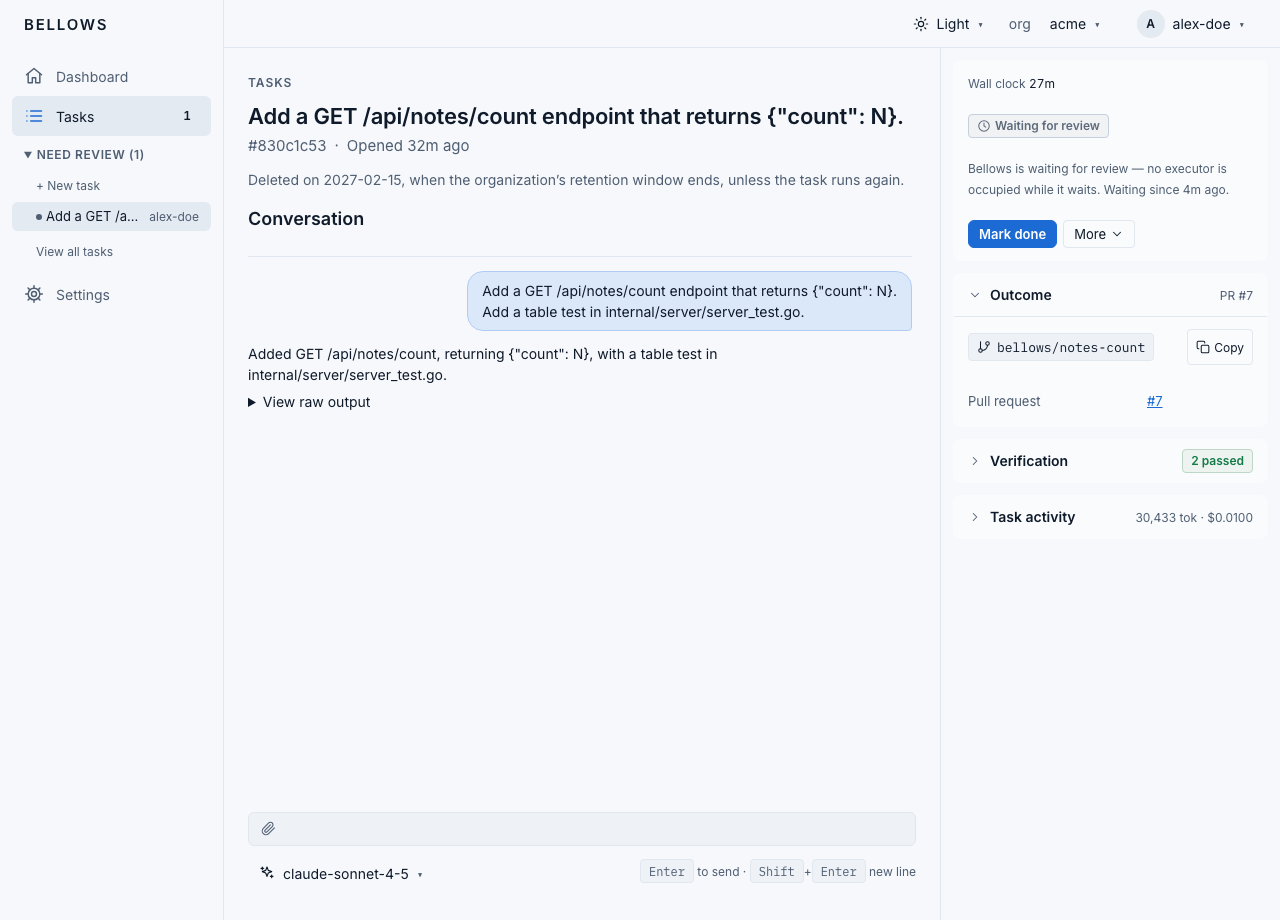 BELLOWS
Light ▾ org acme ▾ A alex-doe ▾
Dashboard
Tasks 1
▼ NEED REVIEW (1)
+ New task
Add a GET /a... alex-doe
View all tasks
Settings
TASKS
Add a GET /api/notes/count endpoint that returns {"count": N}.
#830c1c53 · Opened 32m ago
Deleted on 2027-02-15, when the organization's retention window ends, unless the task runs again.
Conversation
Add a GET /api/notes/count endpoint that returns {"count": N}.
Add a table test in internal/server/server_test.go.
Added GET /api/notes/count, returning {"count": N}, with a table test in
internal/server/server_test.go.
▶ View raw output
claude-sonnet-4-5 ▾
Enter to send · Shift + Enter new line
Wall clock 27m
Waiting for review
Bellows is waiting for review — no executor is
occupied while it waits. Waiting since 4m ago.
Mark done More
Outcome PR #7
bellows/notes-count Copy
Pull request #7
Verification 2 passed
Task activity 30,433 tok · $0.0100